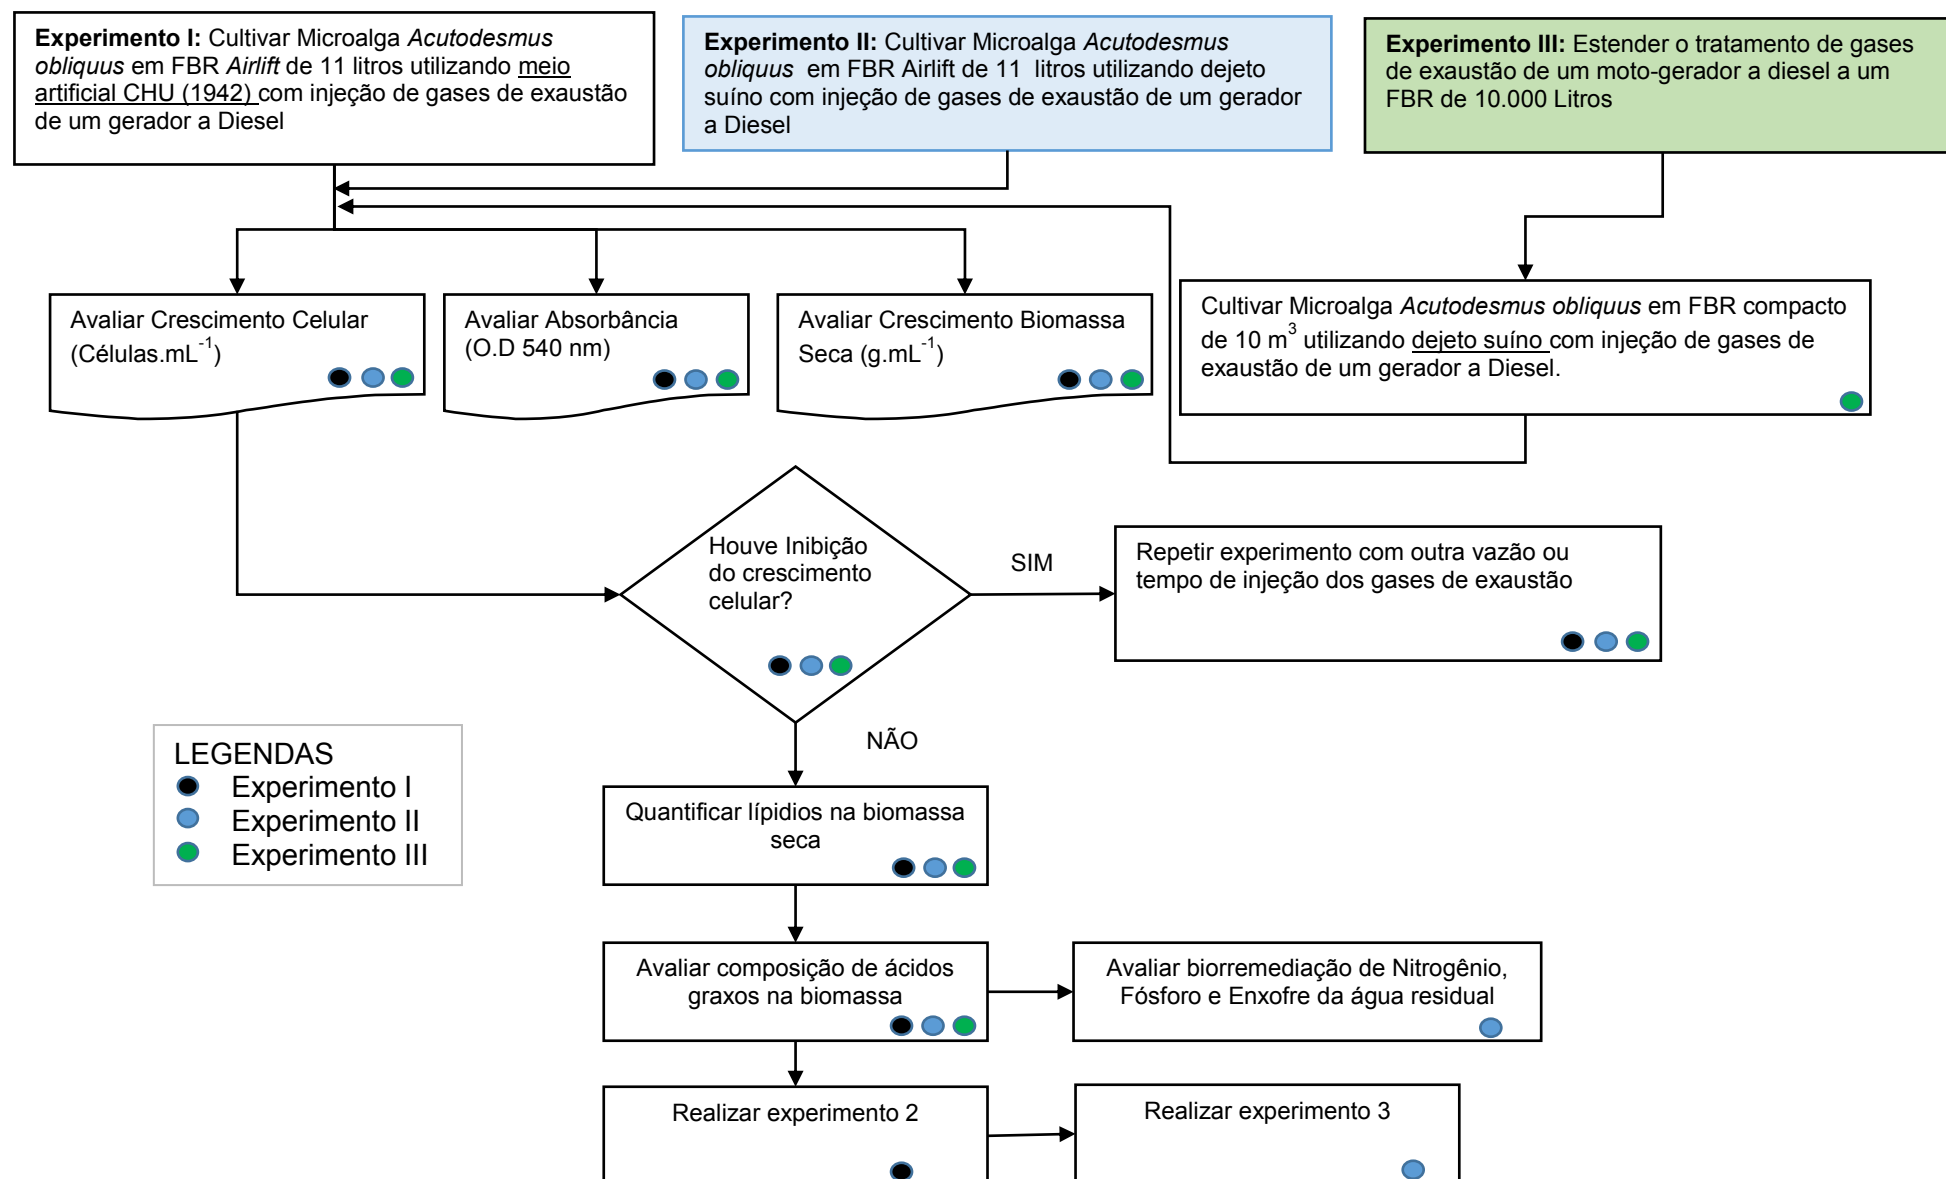 Experimento I: Cultivar Microalga Acutodesmus
obliquus em FBR Airlift de 11 litros utilizando meio
artificial CHU (1942) com injeção de gases de exaustão
de um gerador a Diesel
Experimento II: Cultivar Microalga Acutodesmus
obliquus em FBR Airlift de 11 litros utilizando dejeto
suíno com injeção de gases de exaustão de um gerador
a Diesel
Experimento III: Estender o tratamento de gases
de exaustão de um moto-gerador a diesel a um
FBR de 10.000 Litros
Avaliar Crescimento Celular
(Células.mL⁻¹)
Avaliar Absorbância
(O.D 540 nm)
Avaliar Crescimento Biomassa
Seca (g.mL⁻¹)
Cultivar Microalga Acutodesmus obliquus em FBR compacto
de 10 m³ utilizando dejeto suíno com injeção de gases de
exaustão de um gerador a Diesel.
Houve Inibição
do crescimento
celular?
SIM
Repetir experimento com outra vazão ou
tempo de injeção dos gases de exaustão
NÃO
LEGENDAS
Experimento I
Experimento II
Experimento III
Quantificar lípidios na biomassa
seca
Avaliar composição de ácidos
graxos na biomassa
Avaliar biorremediação de Nitrogênio,
Fósforo e Enxofre da água residual
Realizar experimento 2
Realizar experimento 3